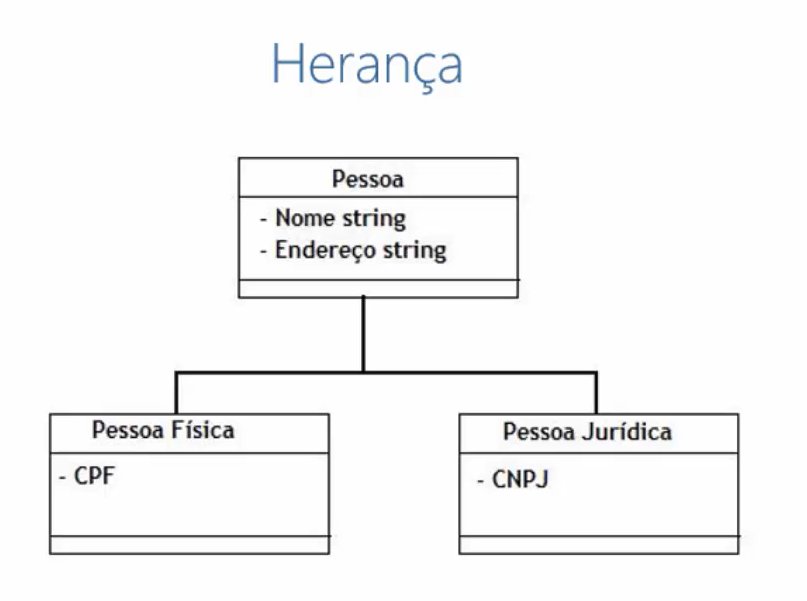 Herança
Pessoa
- Nome string
- Endereço string
Pessoa Física
- CPF
Pessoa Jurídica
- CNPJ